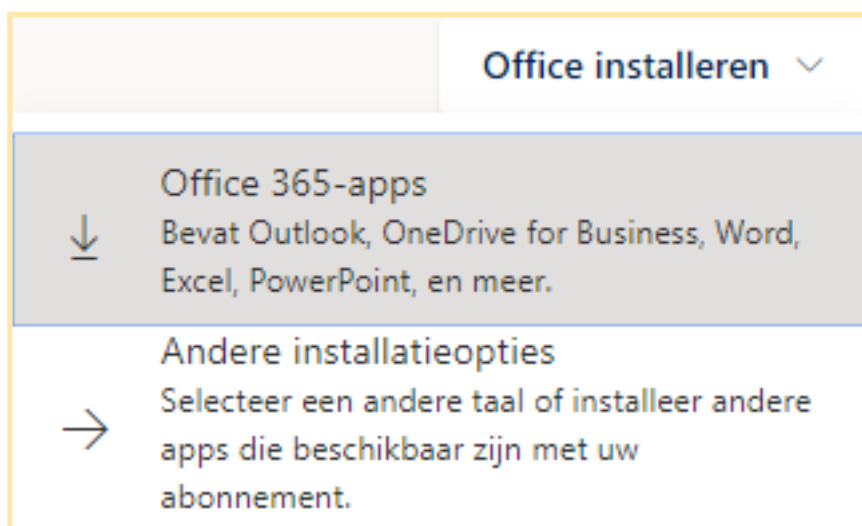 Office installeren
Office 365-apps
Bevat Outlook, OneDrive for Business, Word,
Excel, PowerPoint, en meer.
Andere installatieopties
Selecteer een andere taal of installeer andere
apps die beschikbaar zijn met uw
abonnement.